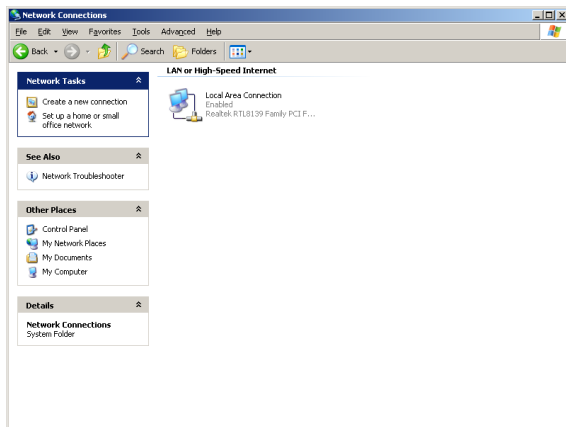 Network Connections
File Edit View Favorites Tools Advanced Help
Back Search Folders
Network Tasks
Create a new connection
Set up a home or small
office network
See Also
Network Troubleshooter
Other Places
Control Panel
My Network Places
My Documents
My Computer
Details
Network Connections
System Folder
LAN or High-Speed Internet
Local Area Connection
Enabled
Realtek RTL8139 Family PCI F...